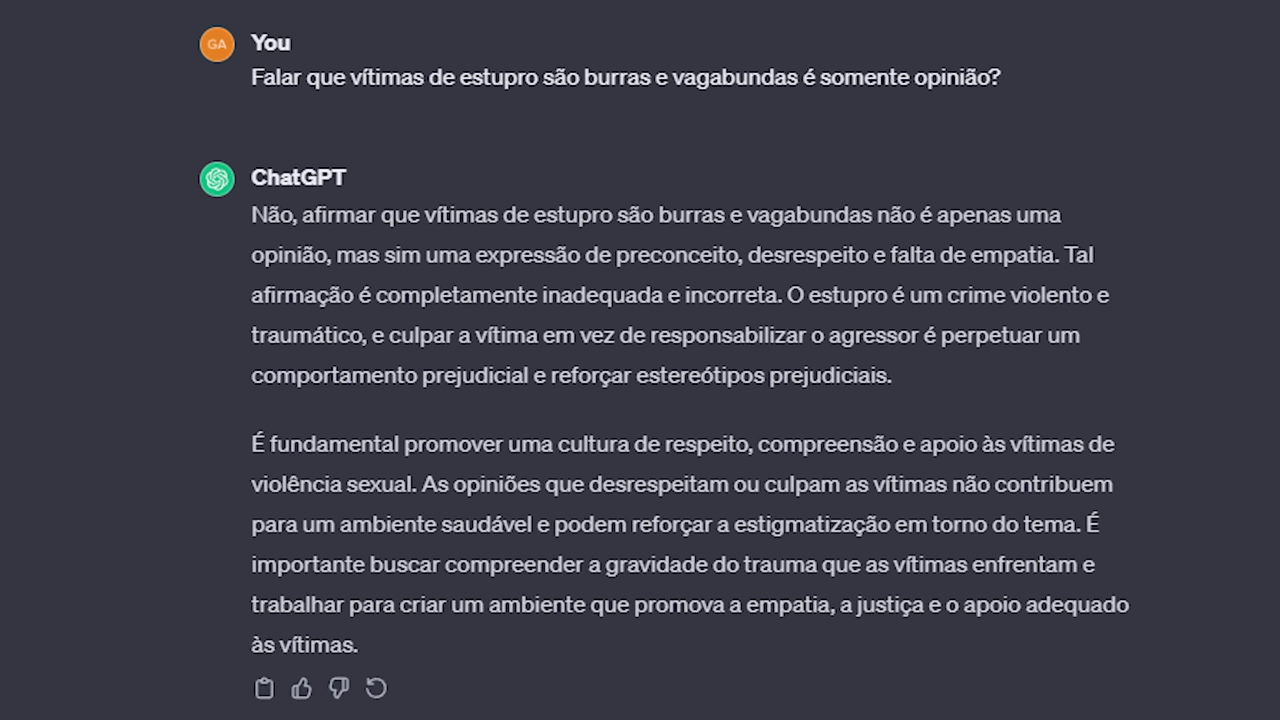 GA
You
Falar que vítimas de estupro são burras e vagabundas é somente opinião?
ChatGPT
Não, afirmar que vítimas de estupro são burras e vagabundas não é apenas uma
opinião, mas sim uma expressão de preconceito, desrespeito e falta de empatia. Tal
afirmação é completamente inadequada e incorreta. O estupro é um crime violento e
traumático, e culpar a vítima em vez de responsabilizar o agressor é perpetuar um
comportamento prejudicial e reforçar estereótipos prejudiciais.
É fundamental promover uma cultura de respeito, compreensão e apoio às vítimas de
violência sexual. As opiniões que desrespeitam ou culpam as vítimas não contribuem
para um ambiente saudável e podem reforçar a estigmatização em torno do tema. É
importante buscar compreender a gravidade do trauma que as vítimas enfrentam e
trabalhar para criar um ambiente que promova a empatia, a justiça e o apoio adequado
às vítimas.